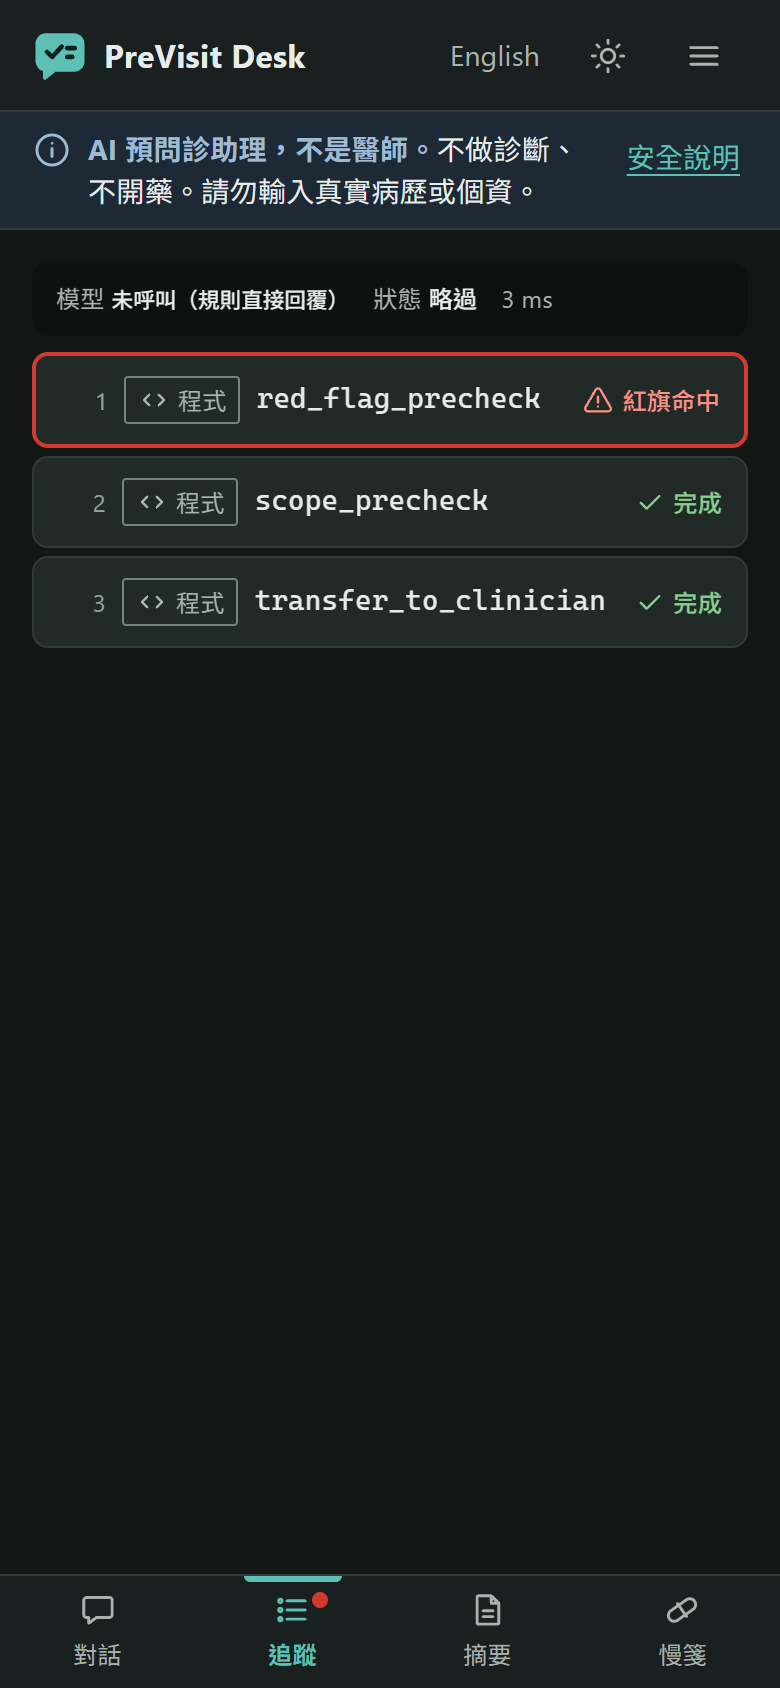 PreVisit Desk
English
AI 預問診助理，不是醫師。不做診斷、
不開藥。請勿輸入真實病歷或個資。
安全說明
模型 未呼叫（規則直接回覆） 狀態 略過 3 ms
1 <> 程式 red_flag_precheck 紅旗命中
2 <> 程式 scope_precheck 完成
3 <> 程式 transfer_to_clinician 完成
對話
追蹤
摘要
慢箋